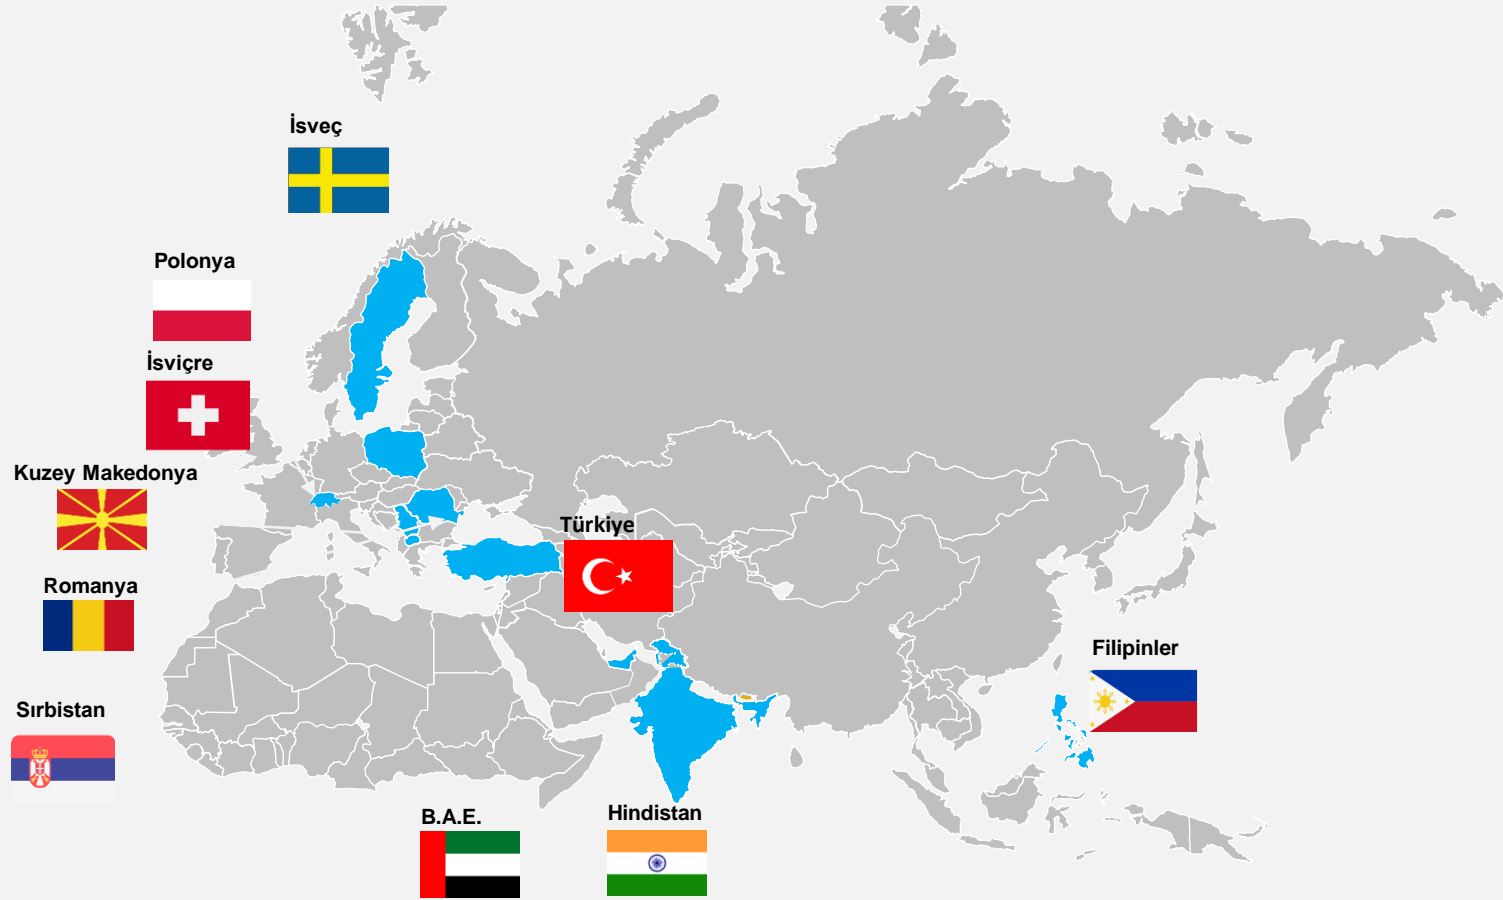 İsveç
Polonya
İsviçre
Kuzey Makedonya
Türkiye
Romanya
Filipinler
Sırbistan
B.A.E.
Hindistan